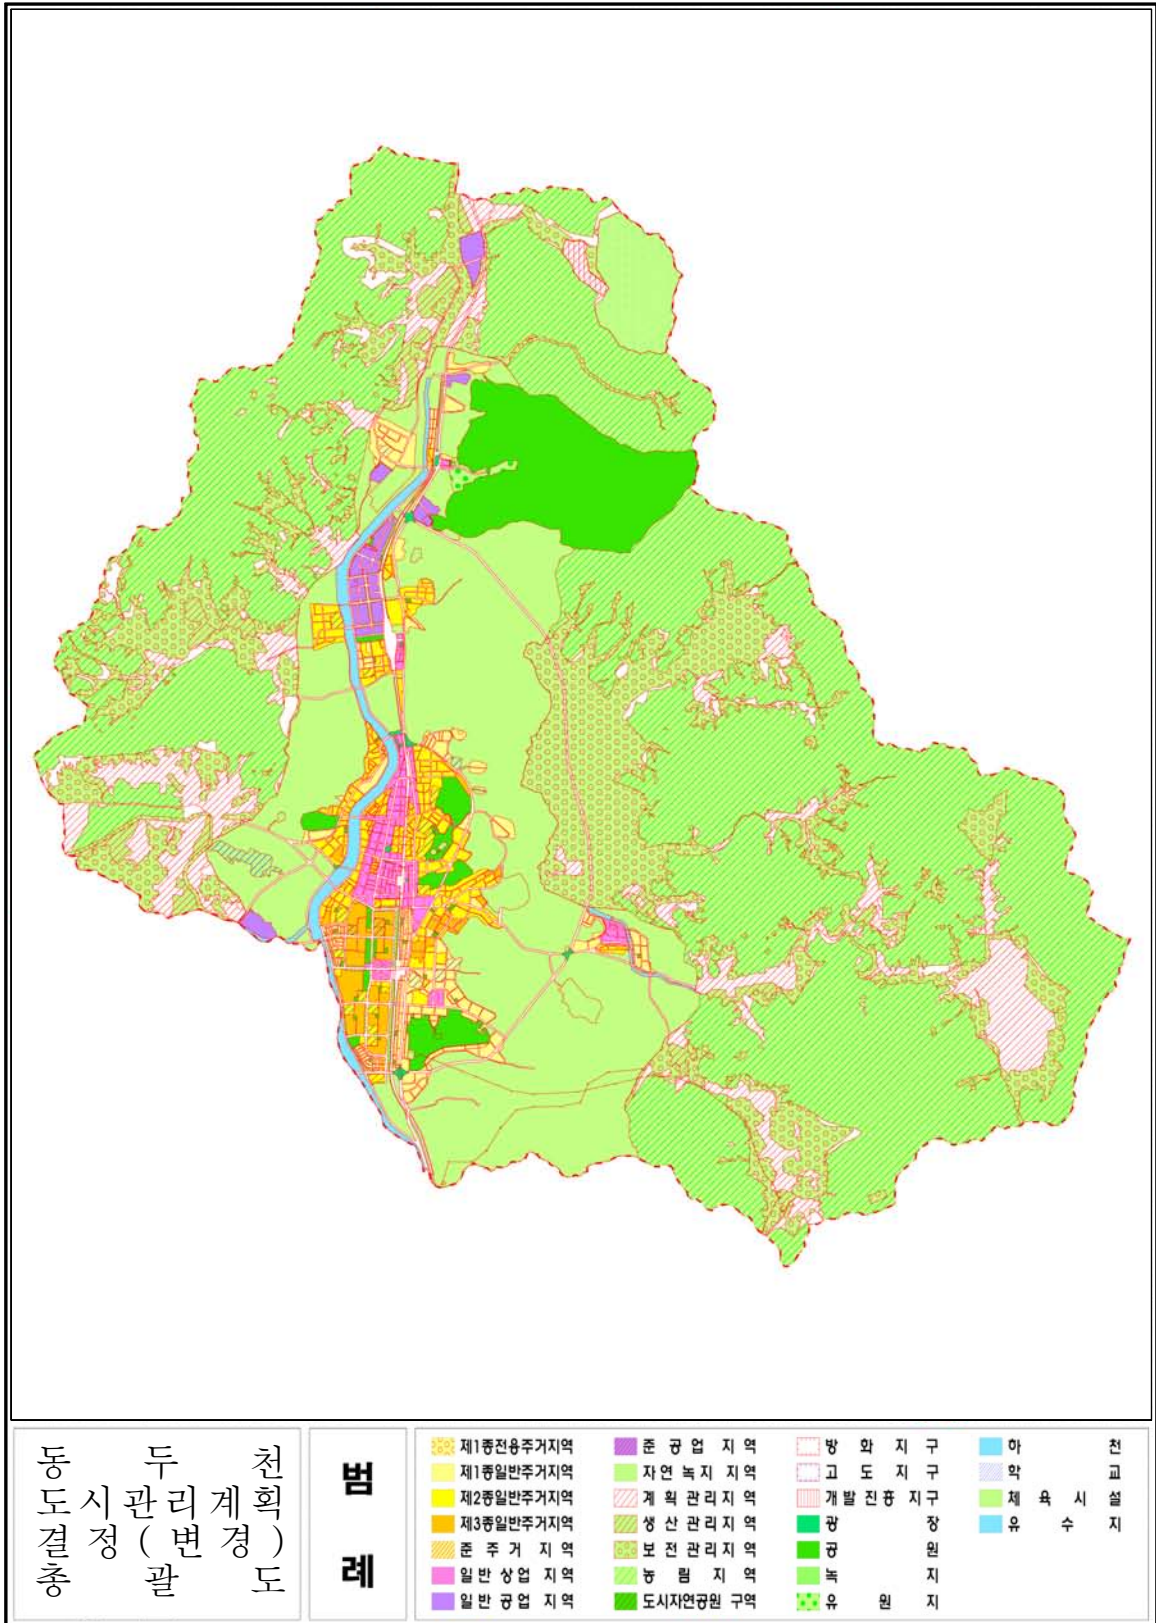 동 두 천
도시관리계획
결정(변경)
총 괄 도
범
례
제1종전용주거지역
제1종일반주거지역
제2종일반주거지역
제3종일반주거지역
준 주 거 지 역
일 반 상 업 지 역
일 반 공 업 지 역
준 공 업 지 역
자연 녹지 지역
계 획 관 리 지 역
생 산 관 리 지 역
보 전 관 리 지 역
농 림 지 역
도시자연공원 구역
방 화 지 구
고 도 지 구
개발진흥 지구
광 장
공 원
녹 지
유 원 지
하 천
학 교
체 육 시 설
유 수 지